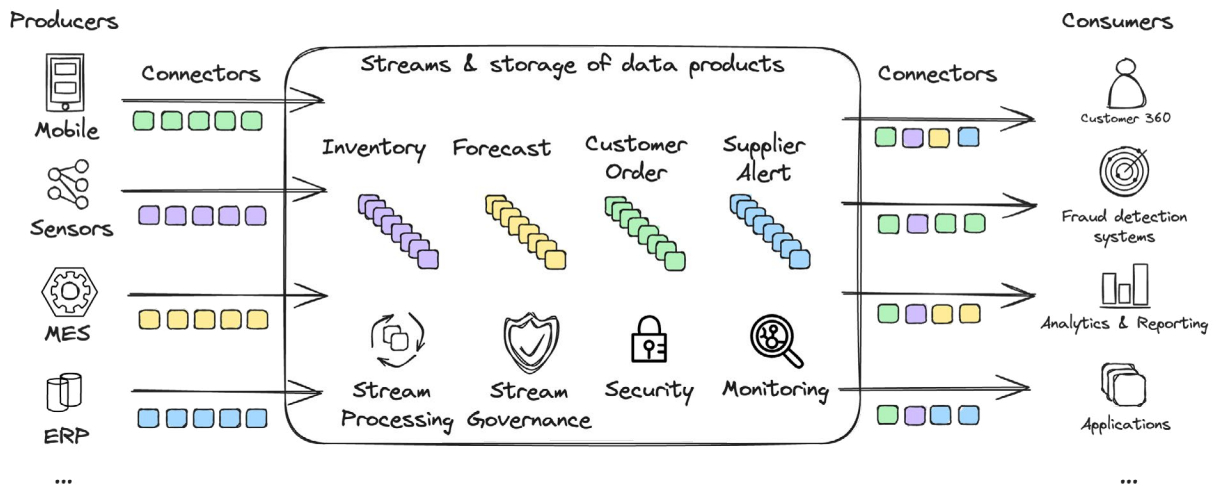 Producers
Consumers
Connectors
Streams & storage of data products
Connectors
Mobile
Customer 360
Inventory
Forecast
Customer
Order
Supplier
Alert
Sensors
Fraud detection
systems
MES
Analytics & Reporting
Stream
Processing
Stream
Governance
Security
Monitoring
ERP
Applications
...
...